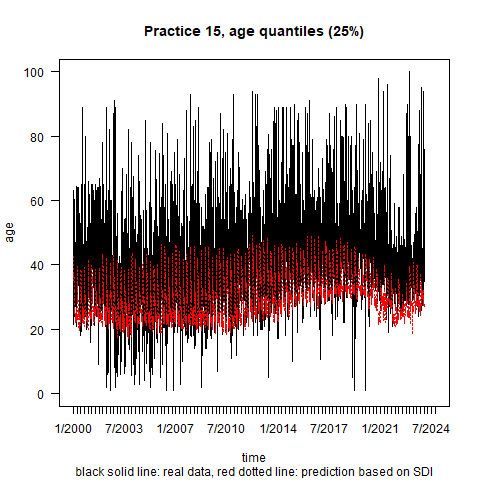 Practice 15, age quantiles (25%)
age
100
80
60
40
20
0
1/2000 7/2003 1/2007 7/2010 1/2014 7/2017 1/2021 7/2024
time
black solid line: real data, red dotted line: prediction based on SDI